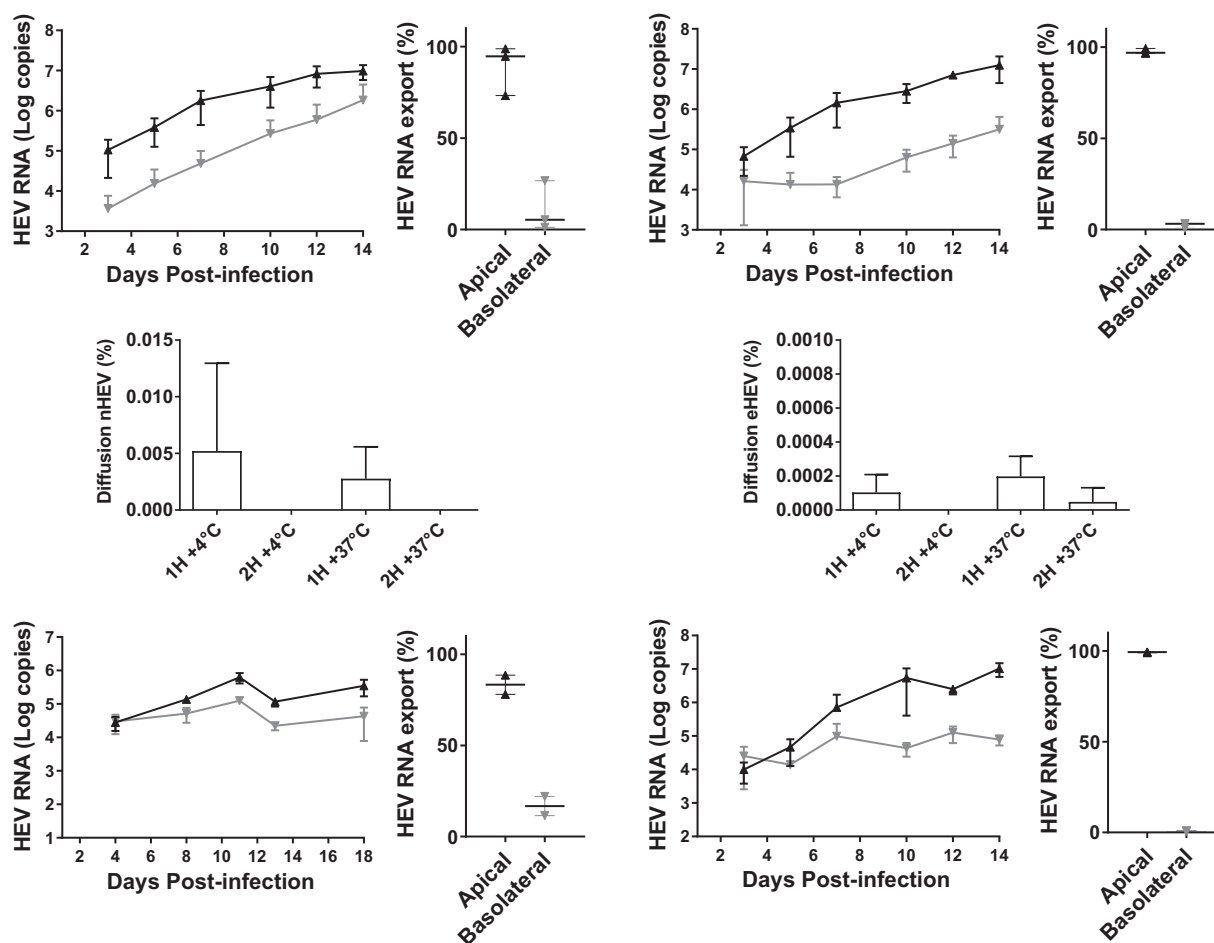 HEV RNA (Log copies)
8
7
6
5
4
3
2 4 6 8 10 12 14
Days Post-infection
HEV RNA export (%)
100
50
0
Apical
Basolateral
HEV RNA (Log copies)
8
7
6
5
4
3
2 4 6 8 10 12 14
Days Post-infection
HEV RNA export (%)
100
50
0
Apical
Basolateral
Diffusion nHEV (%)
0.015
0.010
0.005
0.000
1H +4°C
2H +4°C
1H +37°C
2H +37°C
Diffusion eHEV (%)
0.0010
0.0008
0.0006
0.0004
0.0002
0.0000
1H +4°C
2H +4°C
1H +37°C
2H +37°C
HEV RNA (Log copies)
7
6
5
4
3
2
1
2 4 6 8 10 12 14 16 18
Days Post-infection
HEV RNA export (%)
100
50
0
Apical
Basolateral
HEV RNA (Log copies)
8
7
6
5
4
3
2
2 4 6 8 10 12 14
Days Post-infection
HEV RNA export (%)
100
50
0
Apical
Basolateral